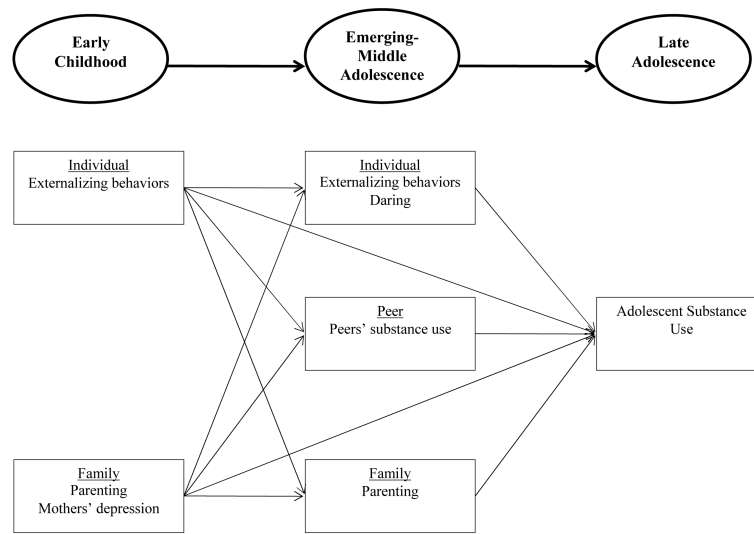 Early
Childhood
Emerging-
Middle
Adolescence
Late
Adolescence
Individual
Externalizing behaviors
Individual
Externalizing behaviors
Daring
Peer
Peers’ substance use
Adolescent Substance
Use
Family
Parenting
Mothers’ depression
Family
Parenting